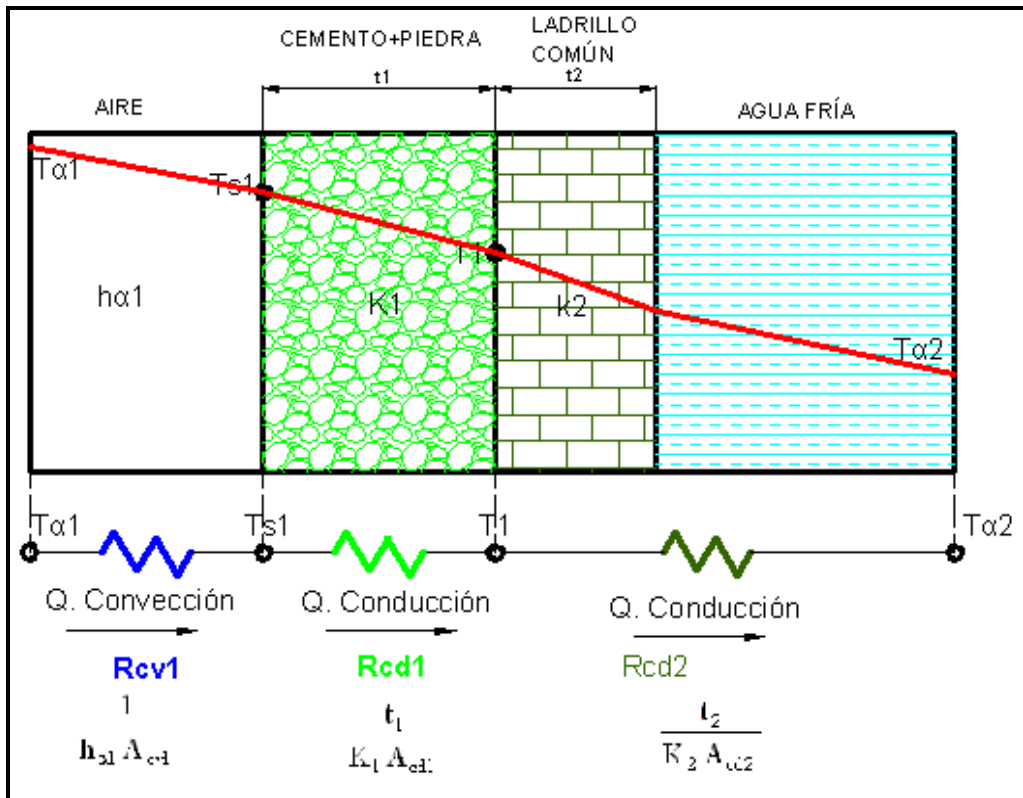 CEMENTO+PIEDRA
LADRILLO
COMÚN
t1
t2
AIRE
AGUA FRÍA
Tα1
Ts1
hα1
K1
k2
Tα2
Tα1
Ts1
T1
Tα2
Q. Convección
Q. Conducción
Q. Conducción
Rcv1
Rcd1
Rcd2
1
t₁
t₂
K₁ A
K₂ A